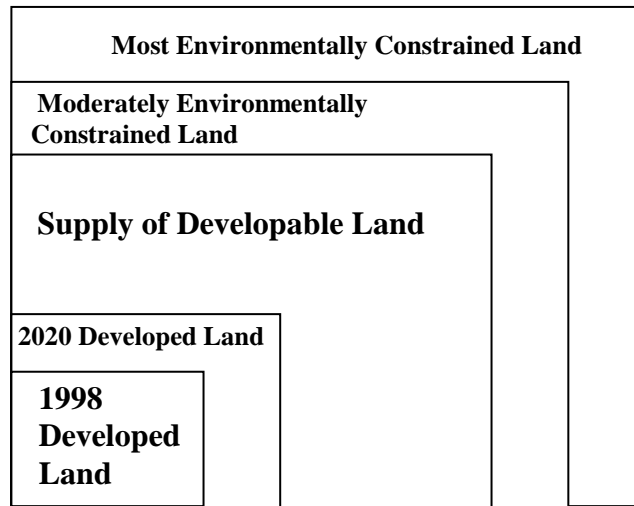 Most Environmentally Constrained Land
Moderately Environmentally
Constrained Land
Supply of Developable Land
2020 Developed Land
1998
Developed
Land